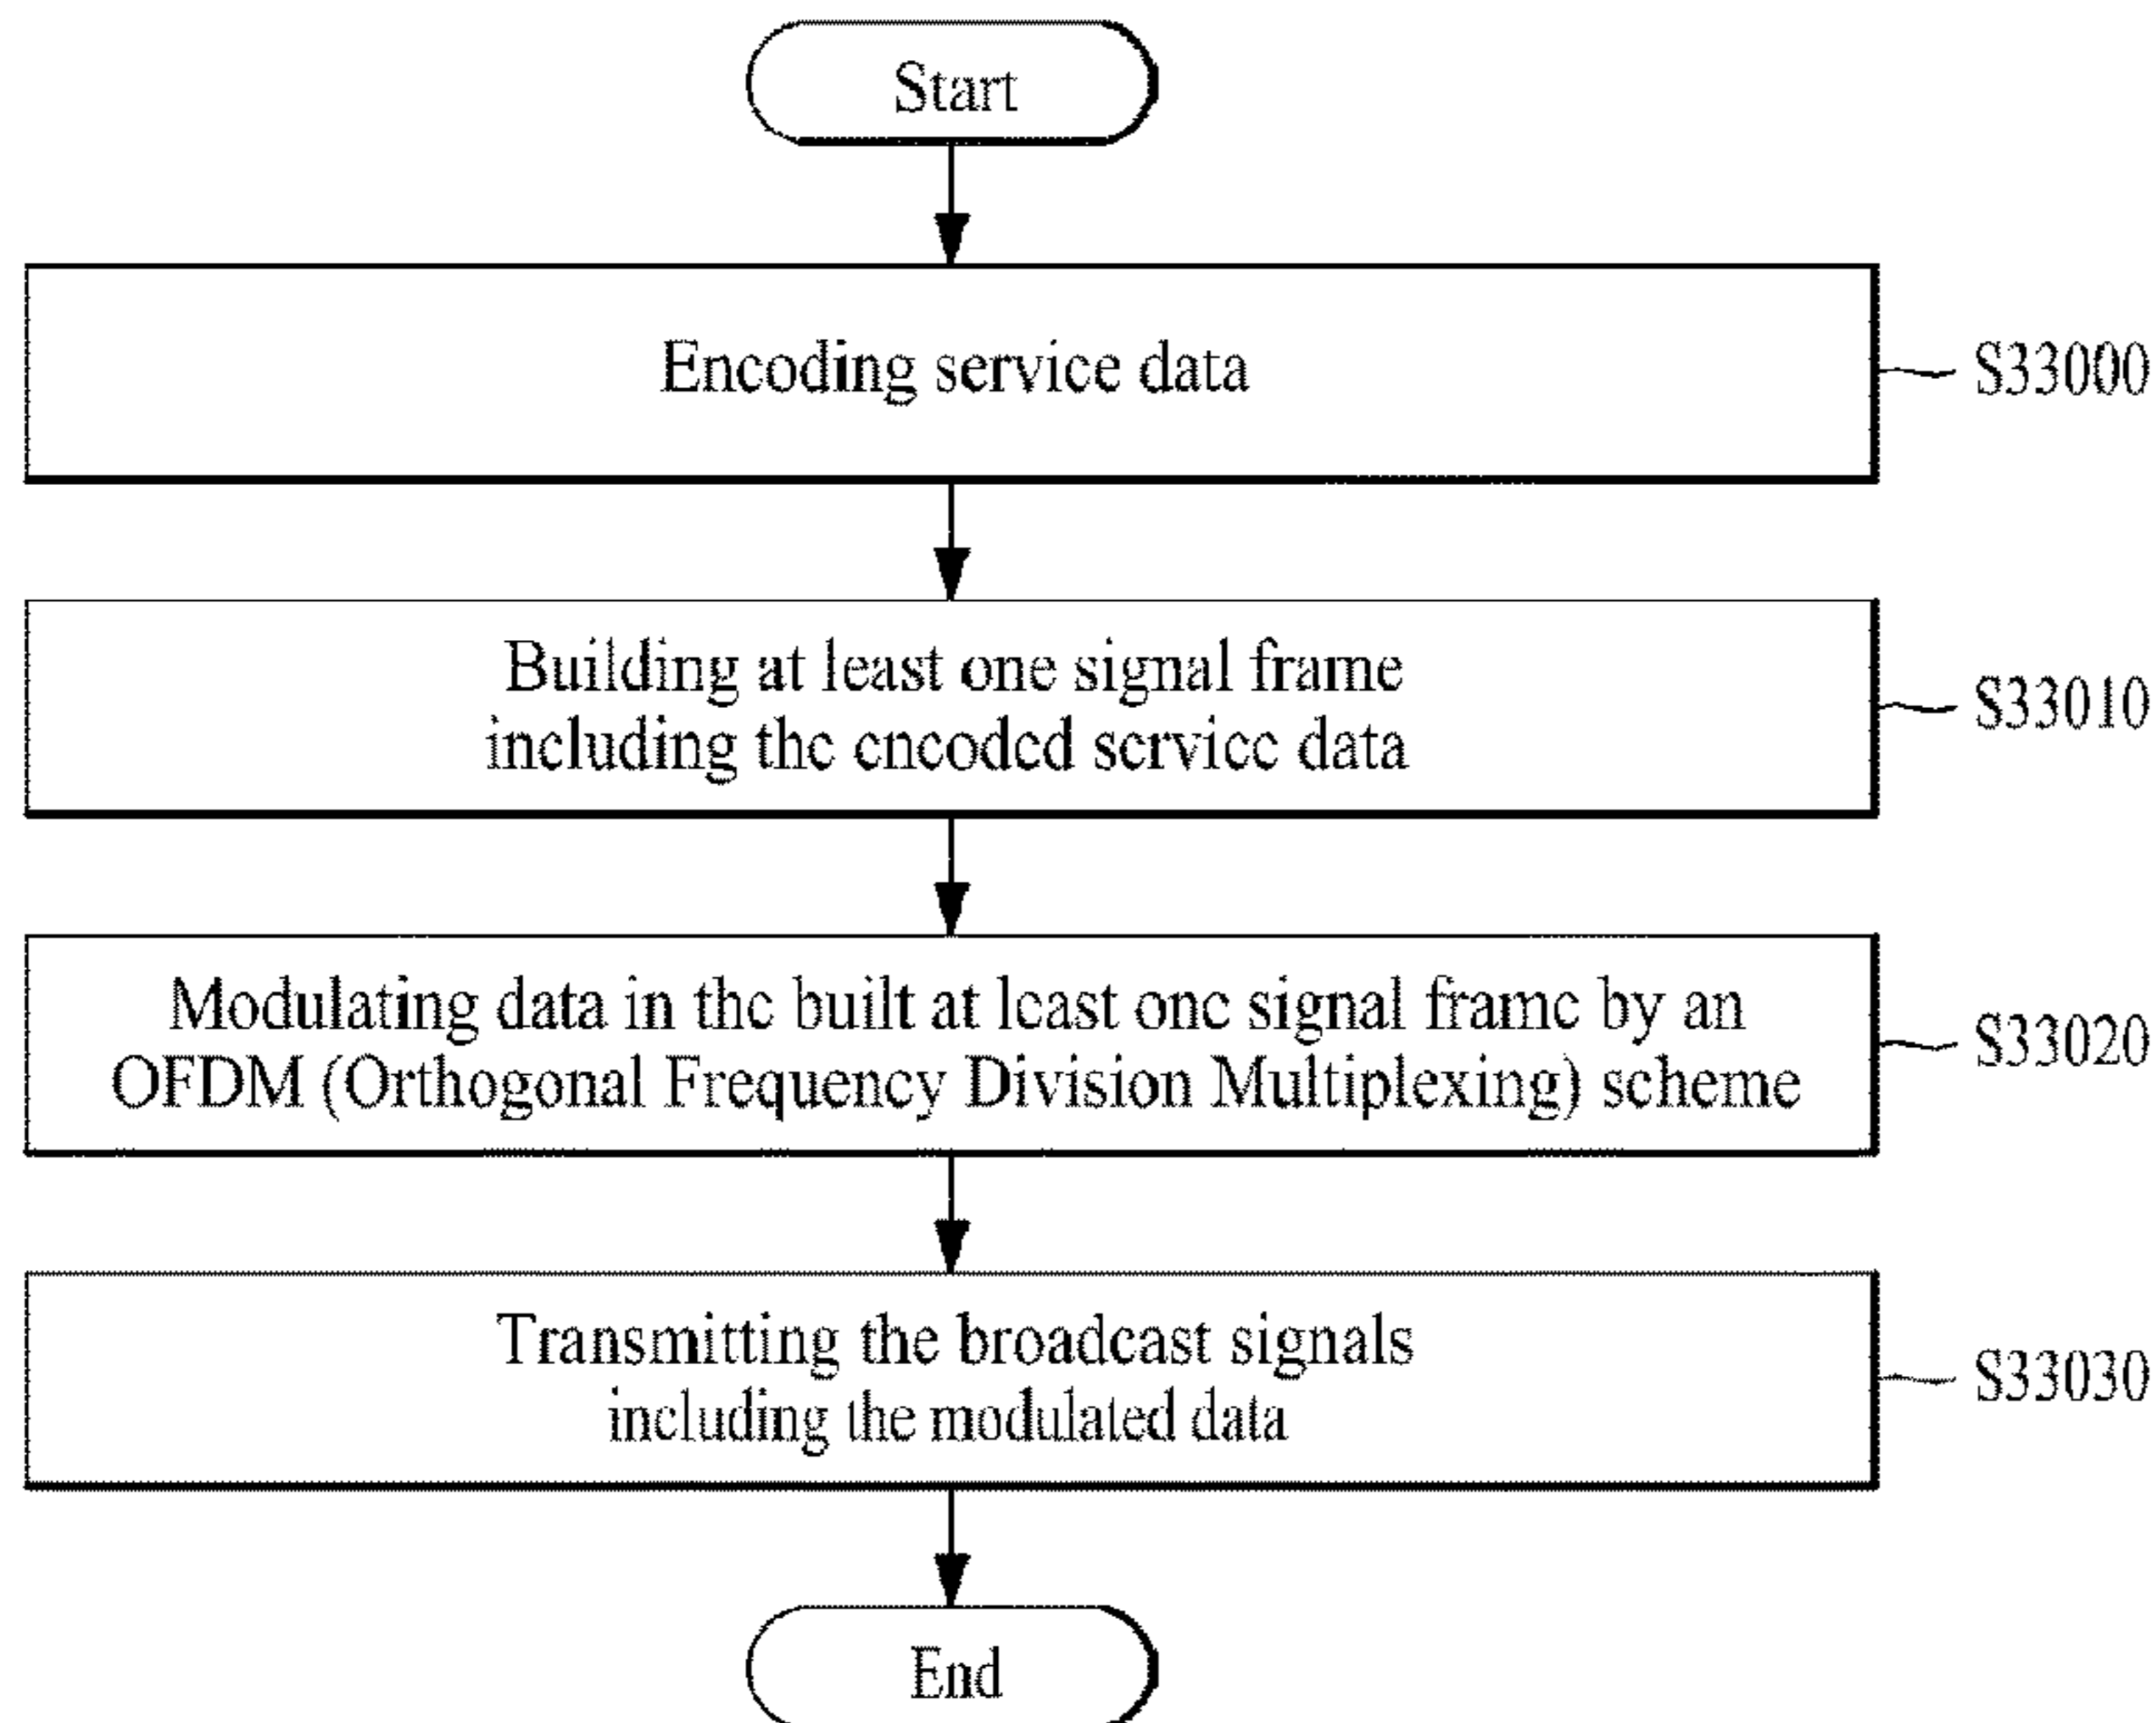 Start
Encoding service data
S33000
Building at least one signal frame
including the encoded service data
S33010
Modulating data in the built at least one signal frame by an
OFDM (Orthogonal Frequency Division Multiplexing) scheme
S33020
Transmitting the broadcast signals
including the modulated data
S33030
End